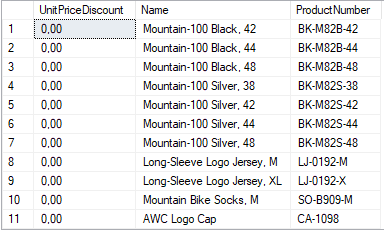 UnitPriceDiscount Name ProductNumber
1 0,00 Mountain-100 Black, 42 BK-M82B-42
2 0,00 Mountain-100 Black, 44 BK-M82B-44
3 0,00 Mountain-100 Black, 48 BK-M82B-48
4 0,00 Mountain-100 Silver, 38 BK-M82S-38
5 0,00 Mountain-100 Silver, 42 BK-M82S-42
6 0,00 Mountain-100 Silver, 44 BK-M82S-44
7 0,00 Mountain-100 Silver, 48 BK-M82S-48
8 0,00 Long-Sleeve Logo Jersey, M LJ-0192-M
9 0,00 Long-Sleeve Logo Jersey, XL LJ-0192-X
10 0,00 Mountain Bike Socks, M SO-B909-M
11 0,00 AWC Logo Cap CA-1098